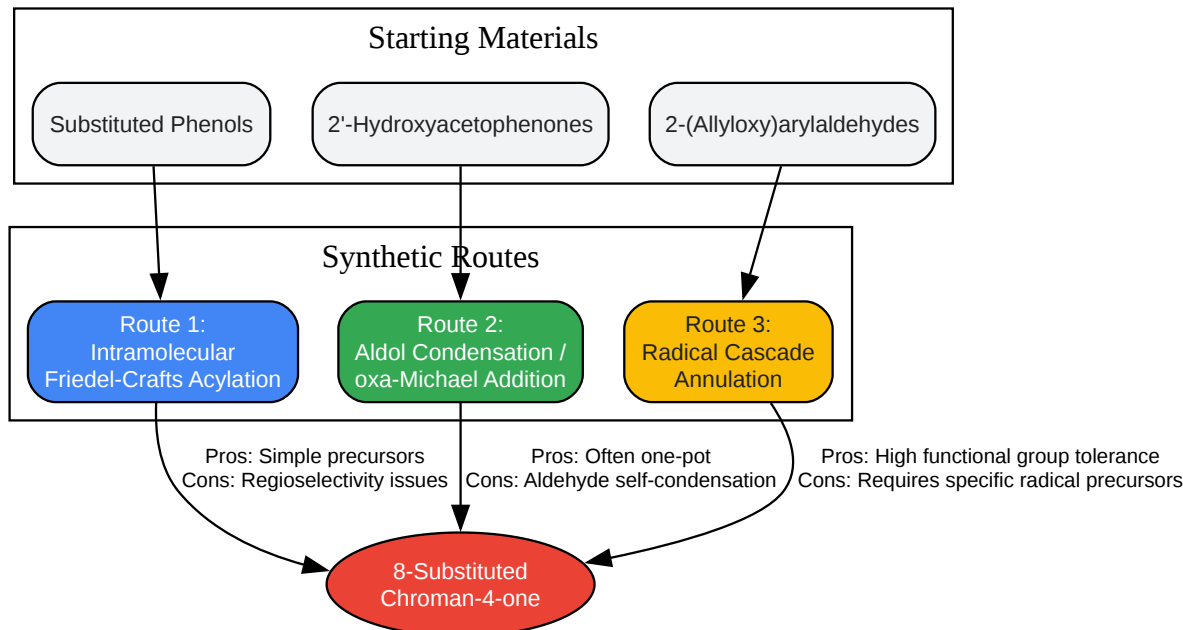 Starting Materials
Substituted Phenols
2'-Hydroxyacetophenones
2-(Allyloxy)arylaldehydes
Synthetic Routes
Route 1:
Intramolecular
Friedel-Crafts Acylation
Route 2:
Aldol Condensation /
oxa-Michael Addition
Route 3:
Radical Cascade
Annulation
Pros: Simple precursors
Cons: Regioselectivity issues
Pros: Often one-pot
Cons: Aldehyde self-condensation
Pros: High functional group tolerance
Cons: Requires specific radical precursors
8-Substituted
Chroman-4-one